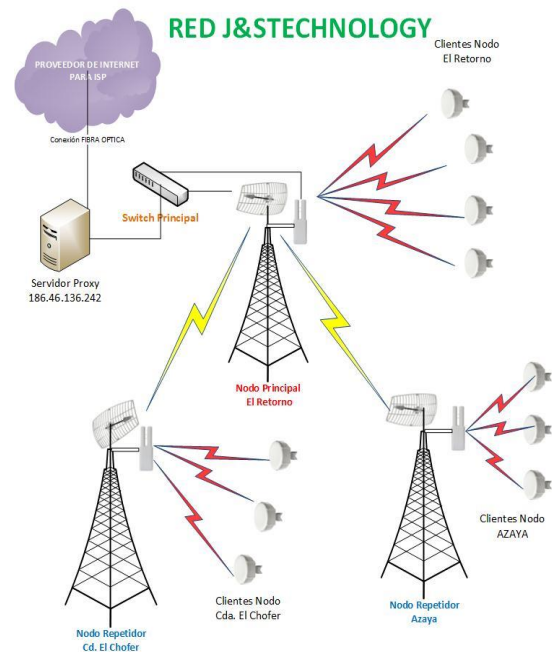 RED J&STECHNOLOGY
Clientes Nodo
El Retorno
PROVEEDOR DE INTERNET
PARA ISP
Conexión FIBRA OPTICA
Switch Principal
Servidor Proxy
186.46.136.242
Nodo Principal
El Retorno
Clientes Nodo
AZAYA
Clientes Nodo
Cda. El Chofer
Nodo Repetidor
Azaya
Nodo Repetidor
Cd. El Chofer